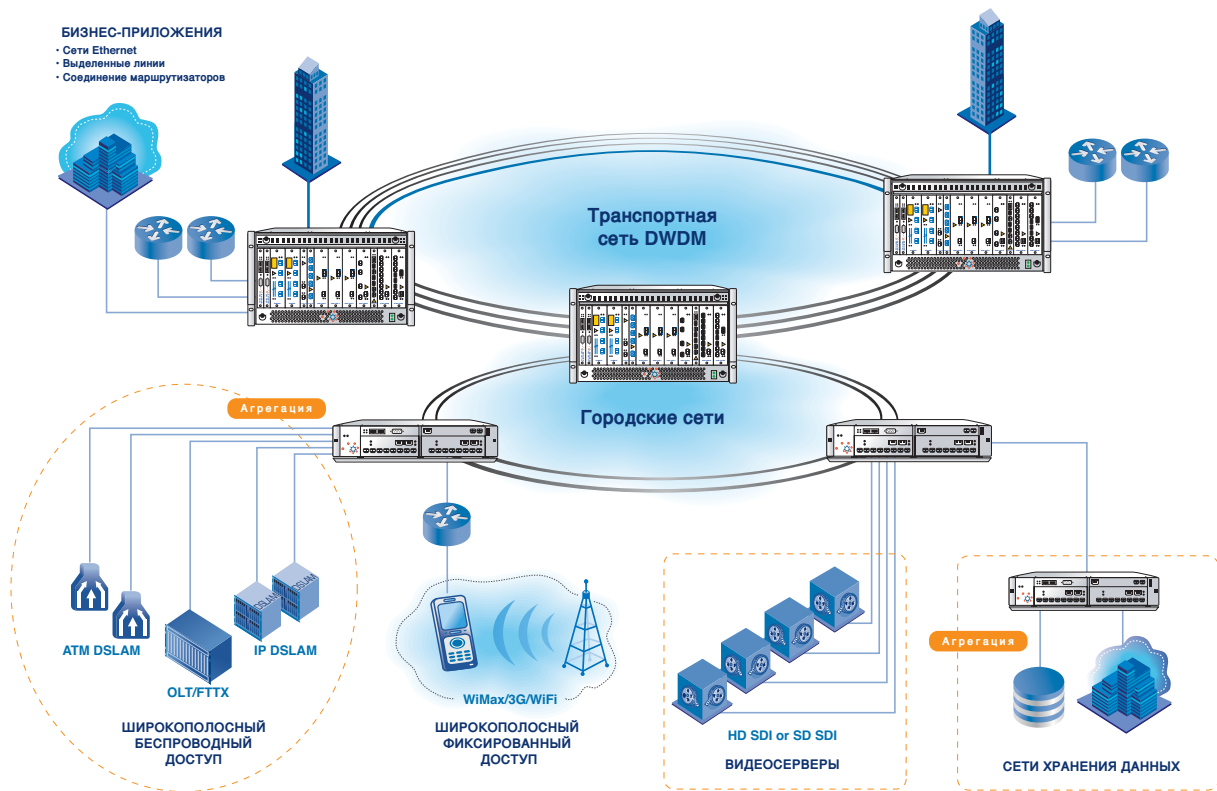 БИЗНЕС-ПРИЛОЖЕНИЯ
• Сети Ethernet
• Выделенные линии
• Соединение маршрутизаторов
Транспортная
сеть DWDM
Городские сети
Агрегация
ATM DSLAM
OLT/FTTX
DSLAM
DSLAM
IP DSLAM
ШИРОКОПОЛОСНЫЙ
БЕСПРОВОДНЫЙ
ДОСТУП
WiMax/3G/WiFi
ШИРОКОПОЛОСНЫЙ
ФИКСИРОВАННЫЙ
ДОСТУП
HD SDI or SD SDI
ВИДЕОСЕРВЕРЫ
Агрегация
СЕТИ ХРАНЕНИЯ ДАННЫХ